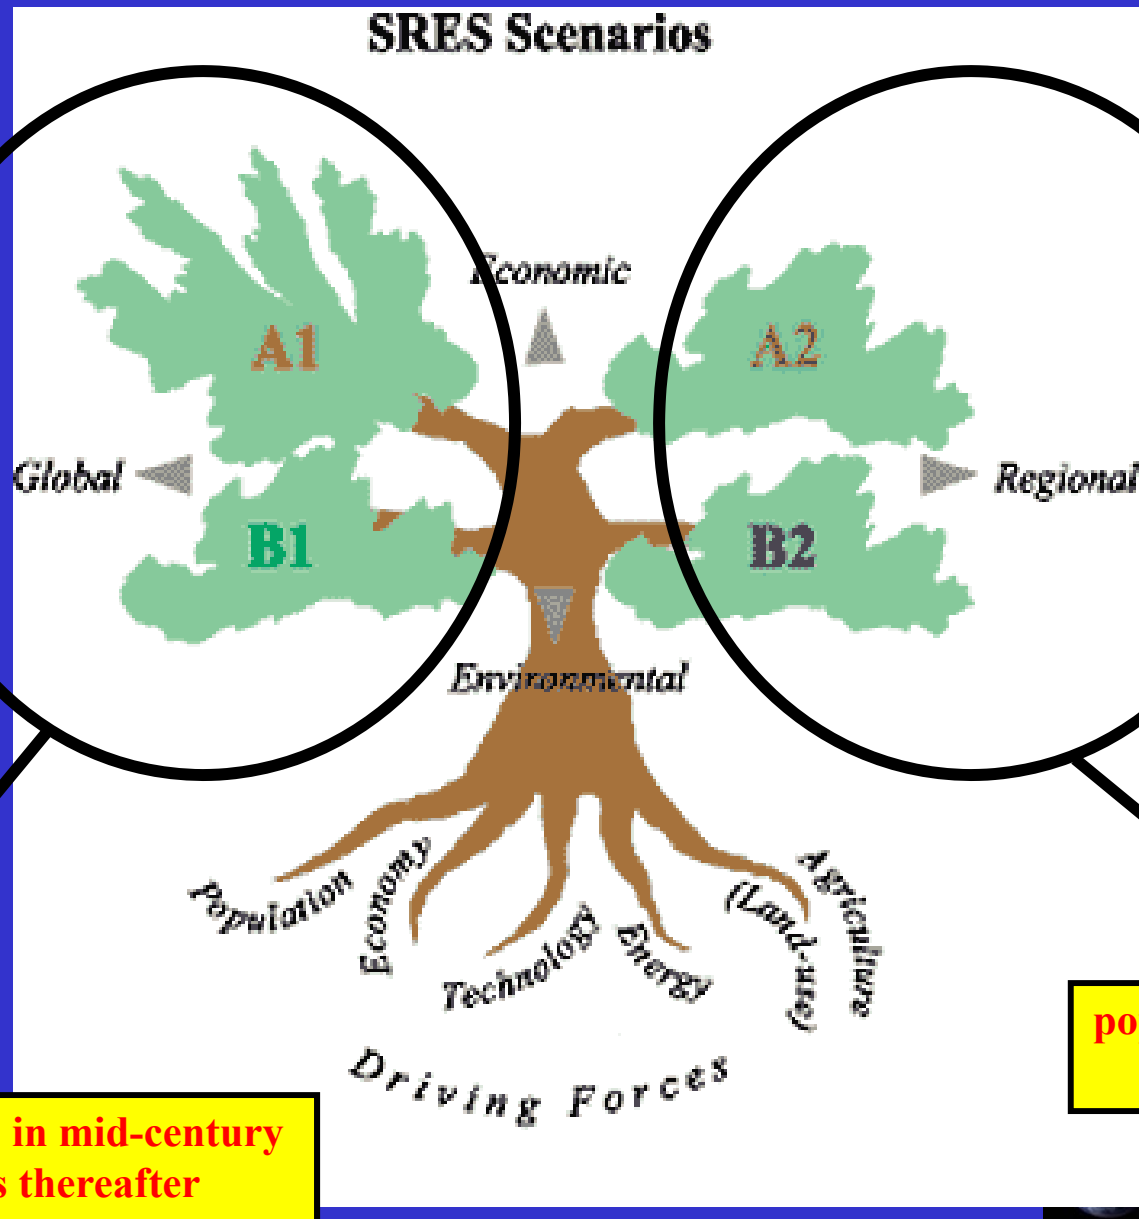 SRES Scenarios
Economic
A1
A2
Global
Regional
B1
B2
Environmental
Population
Economy
Technology
Energy
Agriculture
(Land-use)
Driving Forces
po
in mid-century
s thereafter